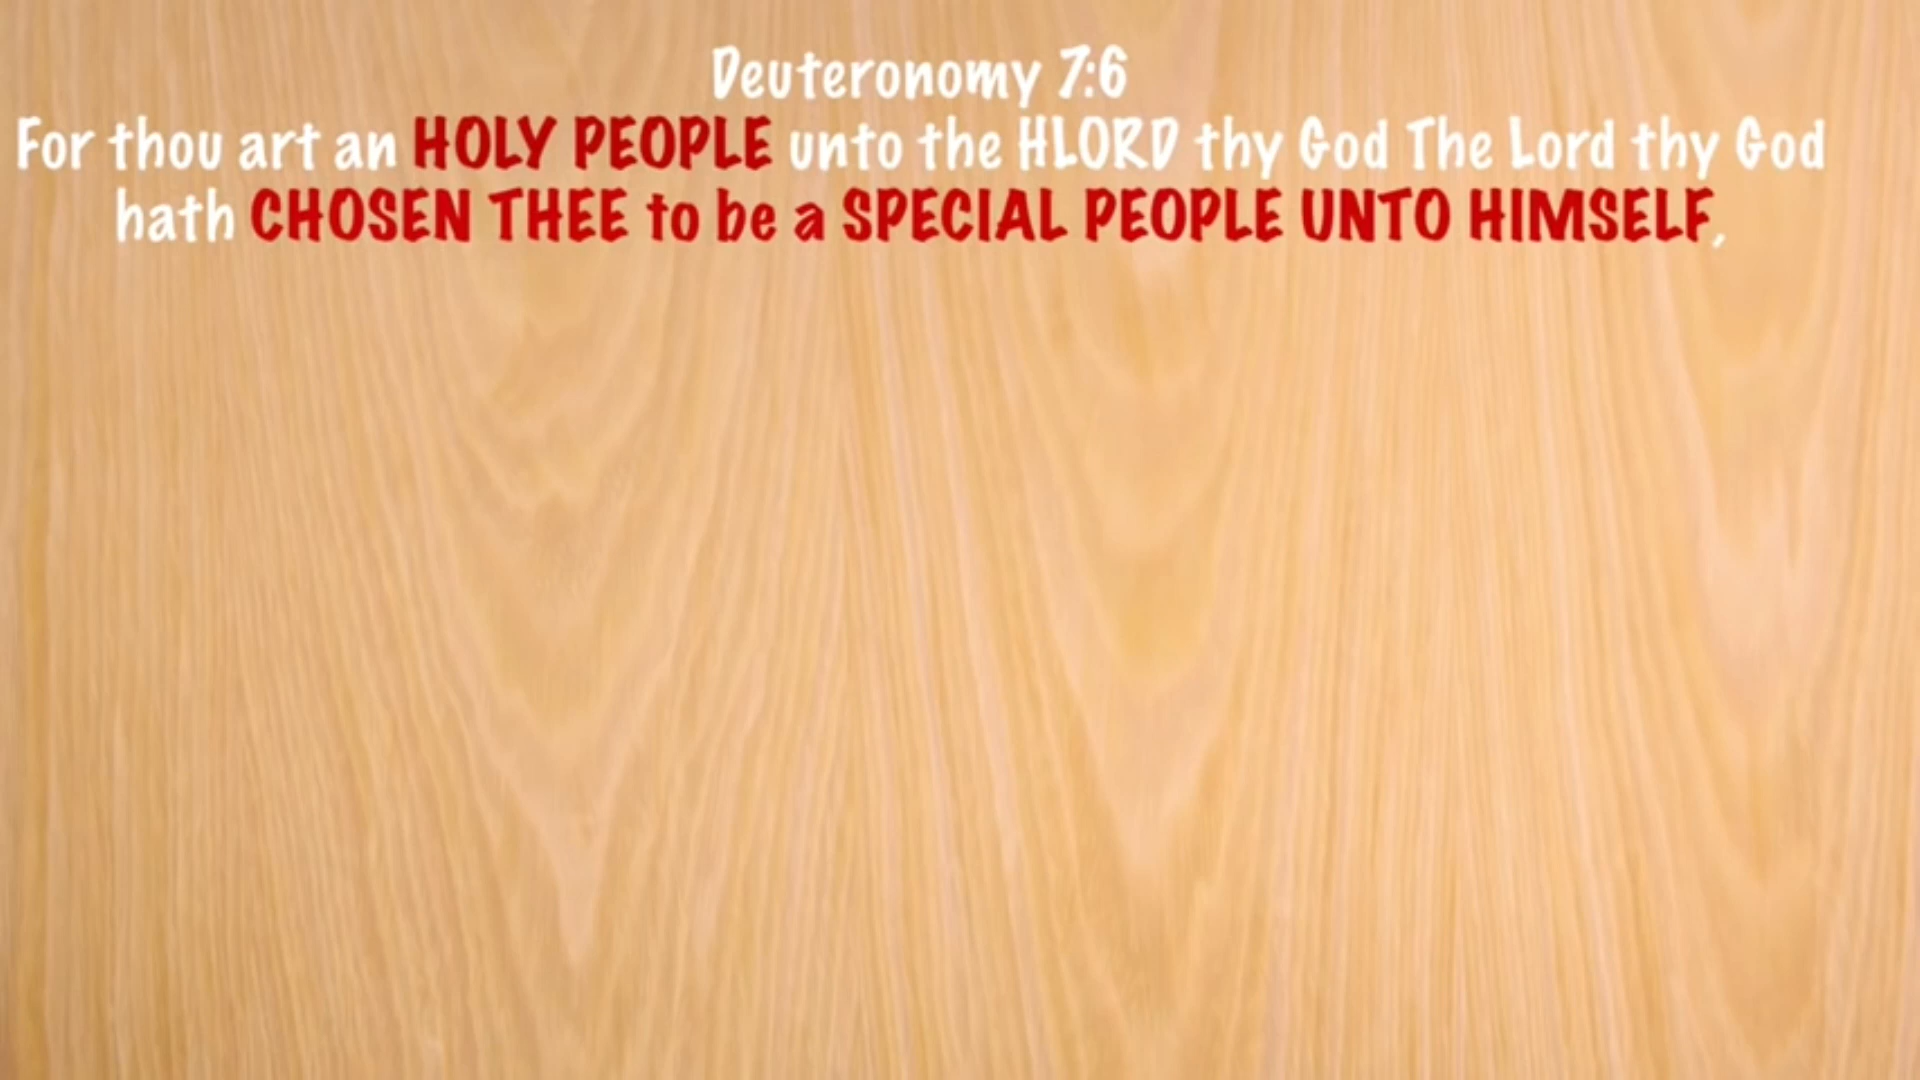 Deuteronomy 7:6
For thou art an HOLY PEOPLE unto the HLORD thy God The Lord thy God
hath CHOSEN THEE to be a SPECIAL PEOPLE UNTO HIMSELF,